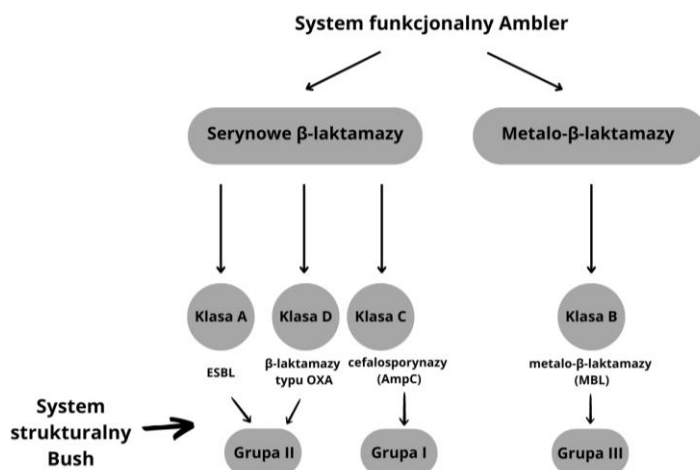 System funkcjonalny Ambler
Serynowe β-laktamazy
Metalo-β-laktamazy
Klasa A
Klasa D
Klasa C
Klasa B
ESBL
β-laktamazy
typu OXA
cefalosporynazy
(AmpC)
metalo-β-laktamazy
(MBL)
System
strukturalny
Bush
Grupa II
Grupa I
Grupa III